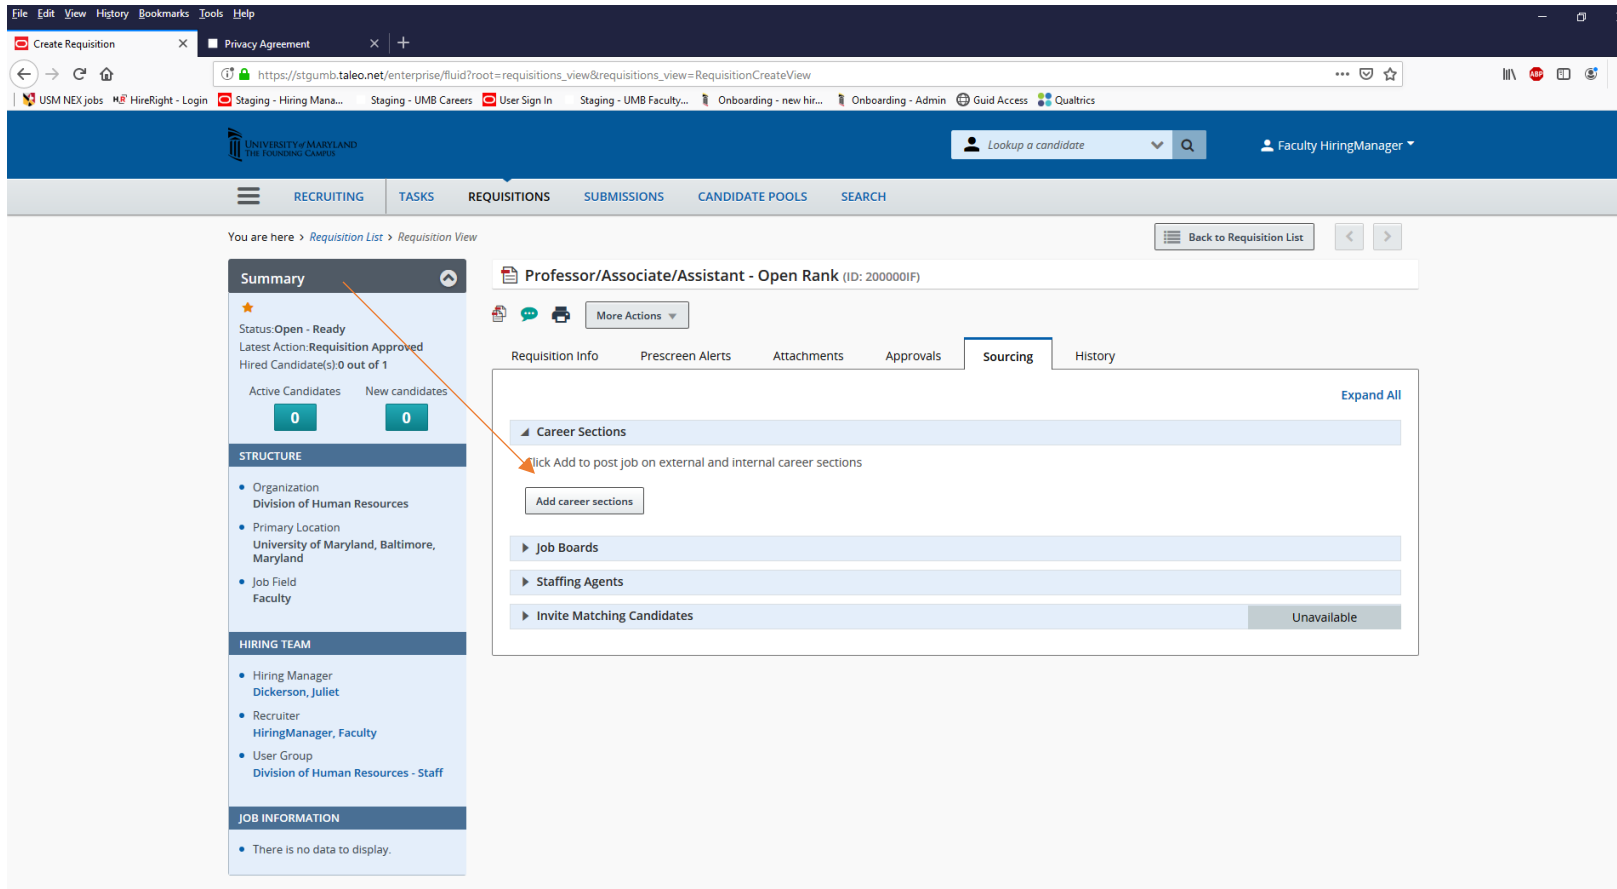 File Edit View History Bookmarks Tools Help
Create Requisition
Privacy Agreement
https://stgumb.taleo.net/enterprise/fluid?root=requisitions_view&requisitions_view=RequisitionCreateView
USM NEX jobs HireRight - Login Staging - Hiring Mana... Staging - UMB Careers User Sign In Staging - UMB Faculty... Onboarding - new hir... Onboarding - Admin Guid Access Qualtrics
UNIVERSITY of MARYLAND
THE FOUNDING CAMPUS
Lookup a candidate
Faculty HiringManager
RECRUITING TASKS REQUISITIONS SUBMISSIONS CANDIDATE POOLS SEARCH
You are here > Requisition List > Requisition View
Back to Requisition List
Summary
Status:Open - Ready
Latest Action:Requisition Approved
Hired Candidate(s):0 out of 1
Active Candidates New candidates
0 0
STRUCTURE
Organization
Division of Human Resources
Primary Location
University of Maryland, Baltimore,
Maryland
Job Field
Faculty
HIRING TEAM
Hiring Manager
Dickerson, Juliet
Recruiter
HiringManager, Faculty
User Group
Division of Human Resources - Staff
JOB INFORMATION
There is no data to display.
Professor/Associate/Assistant - Open Rank (ID: 200000IF)
More Actions
Requisition Info Prescreen Alerts Attachments Approvals Sourcing History
Expand All
Career Sections
Click Add to post job on external and internal career sections
Add career sections
Job Boards
Staffing Agents
Invite Matching Candidates
Unavailable